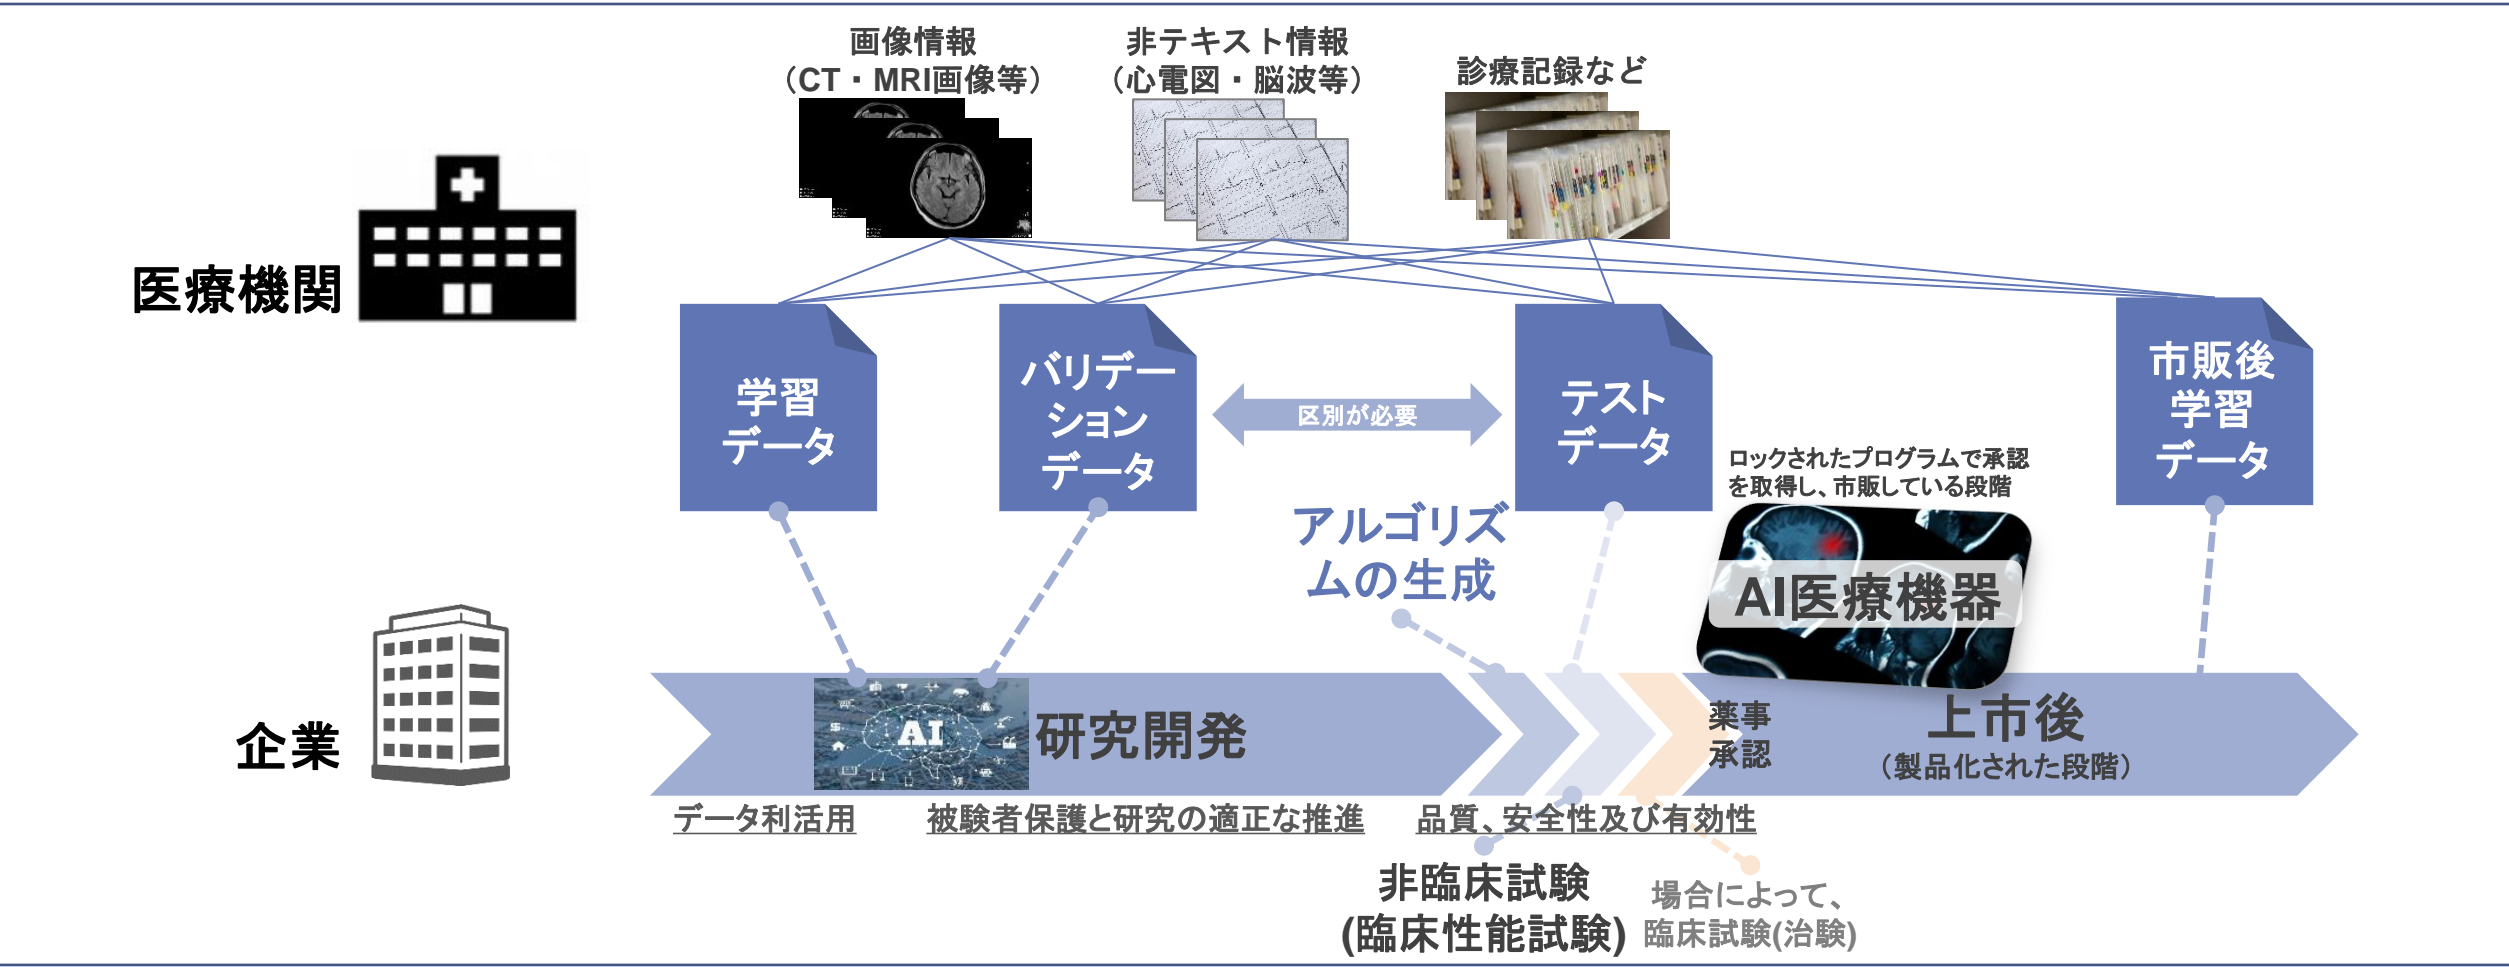 画像情報
（CT・MRI画像等）
非テキスト情報
（心電図・脳波等）
診療記録など
医療機関
学習
データ
バリデー
ション
データ
区別が必要
テスト
データ
市販後
学習
データ
ロックされたプログラムで承認
を取得し、市販している段階
アルゴリズ
ムの生成
AI医療機器
企業
AI
研究開発
薬事
承認
上市後
（製品化された段階）
データ利活用
被験者保護と研究の適正な推進
品質、安全性及び有効性
非臨床試験
(臨床性能試験)
場合によって、
臨床試験(治験)